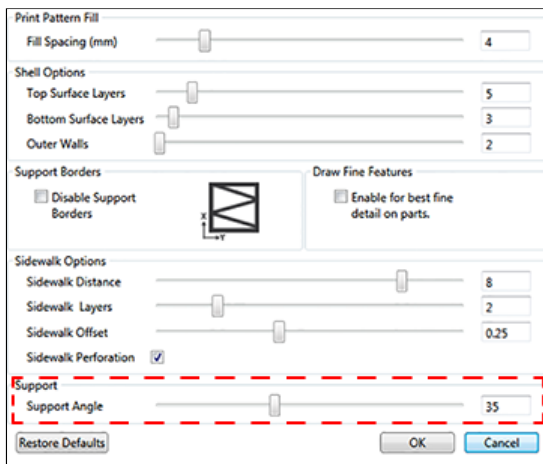 Print Pattern Fill
Fill Spacing (mm) 4
Shell Options
Top Surface Layers 5
Bottom Surface Layers 3
Outer Walls 2
Support Borders
Disable Support
Borders
X
Y
Draw Fine Features
Enable for best fine
detail on parts.
Sidewalk Options
Sidewalk Distance 8
Sidewalk Layers 2
Sidewalk Offset 0.25
Sidewalk Perforation
Support
Support Angle 35
Restore Defaults OK Cancel